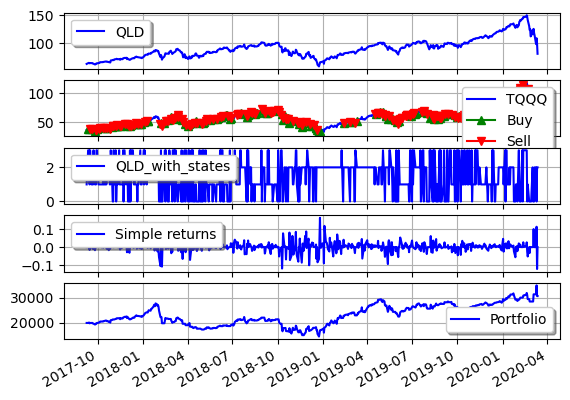 150
QLD
100
100
TQQQ
Buy
50
Sell
QLD_with_states
2
0
Simple returns
0.1
0.0
−0.1
30000
Portfolio
20000
2017-10 2018-01 2018-04 2018-07 2018-10 2019-01 2019-04 2019-07 2019-10 2020-01 2020-04